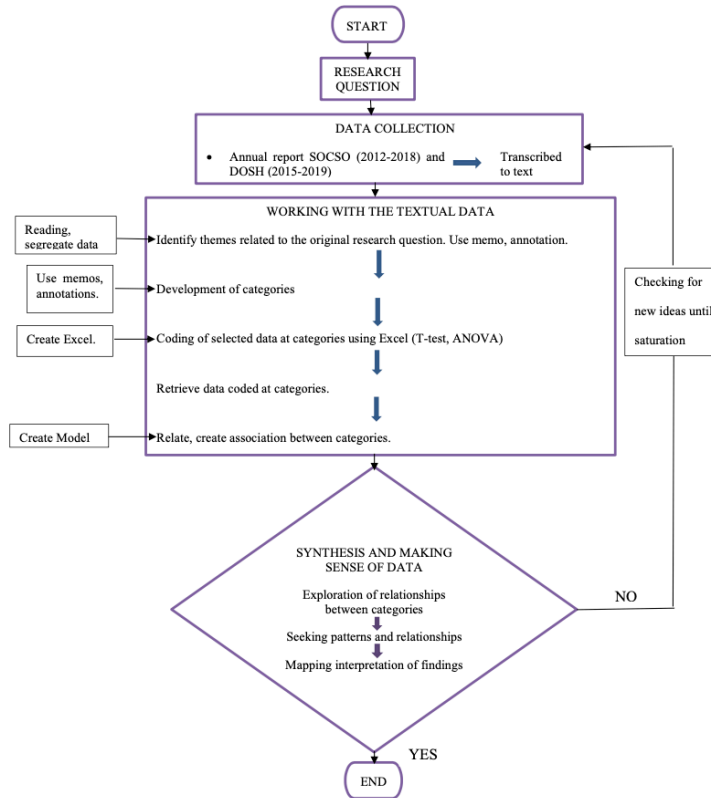 START
RESEARCH
QUESTION
DATA COLLECTION
• Annual report SOCSO (2012-2018) and
DOSH (2015-2019)
Transcribed
to text
WORKING WITH THE TEXTUAL DATA
Reading,
segregate data
Identify themes related to the original research question. Use memo, annotation.
Use memos,
annotations.
Development of categories
Create Excel.
Coding of selected data at categories using Excel (T-test, ANOVA)
Retrieve data coded at categories.
Create Model
Relate, create association between categories.
Checking for
new ideas until
saturation
SYNTHESIS AND MAKING
SENSE OF DATA
Exploration of relationships
between categories
Seeking patterns and relationships
Mapping interpretation of findings
NO
YES
END